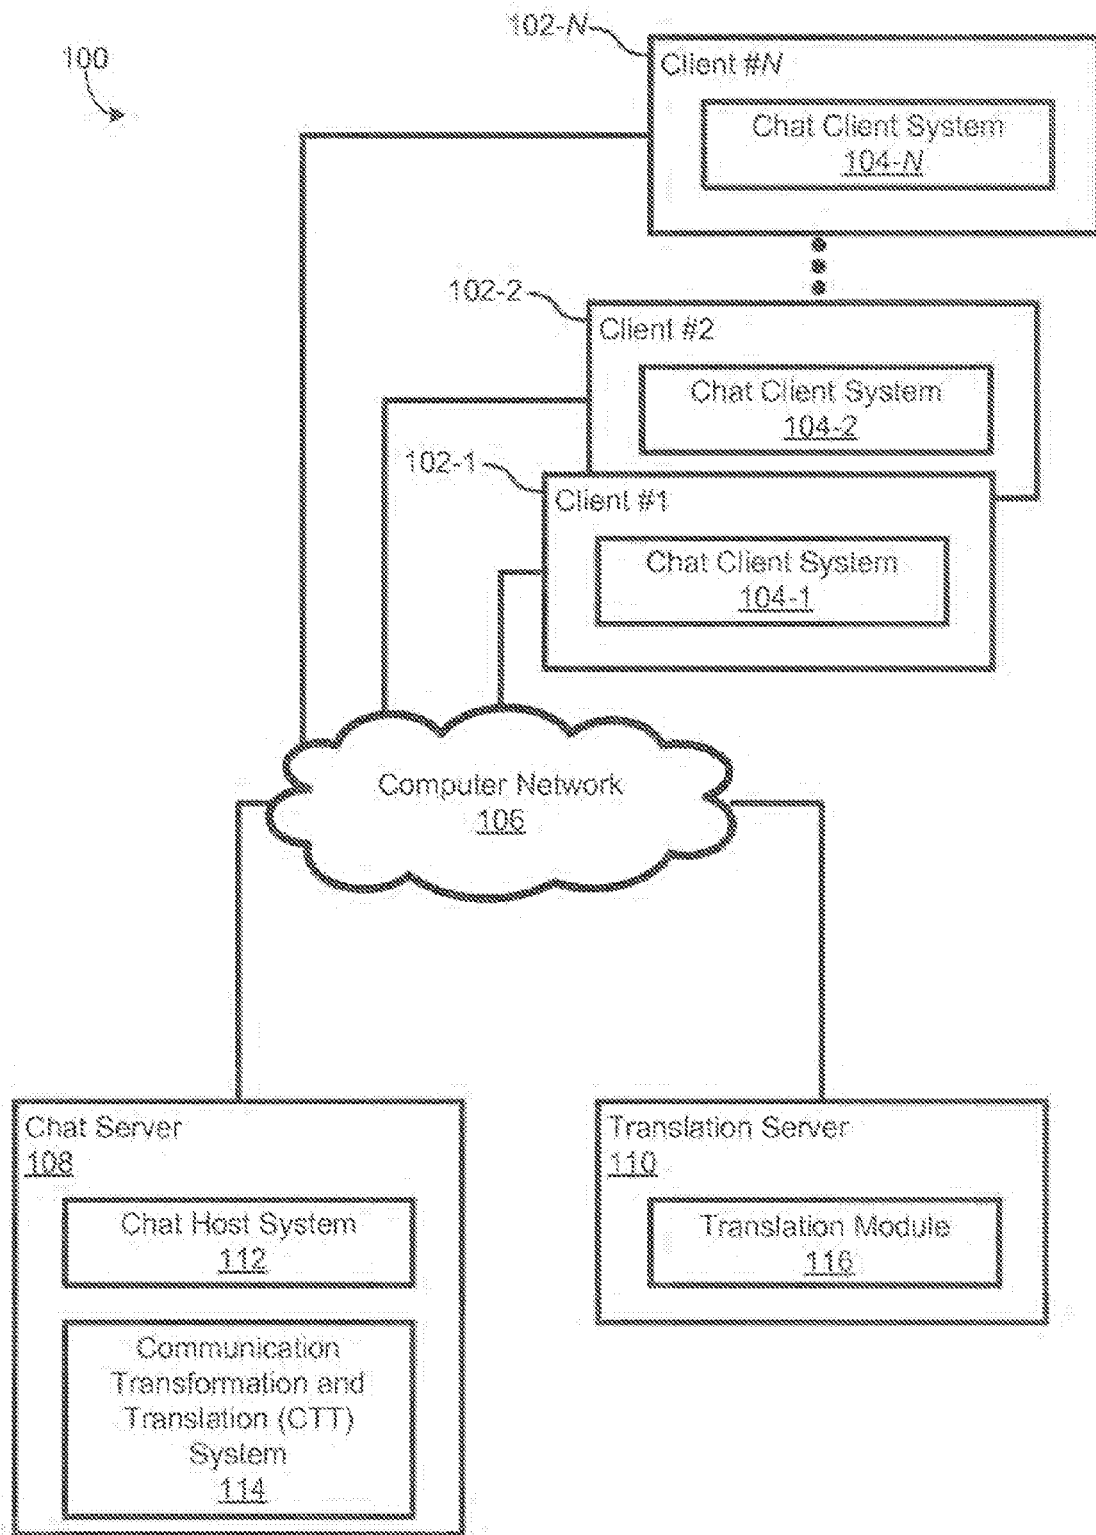 100
102-N
Client #N
Chat Client System
104-N
102-2
Client #2
Chat Client System
104-2
102-1
Client #1
Chat Client System
104-1
Computer Network
106
Chat Server
108
Chat Host System
112
Communication
Transformation and
Translation (CTT)
System
114
Translation Server
110
Translation Module
116